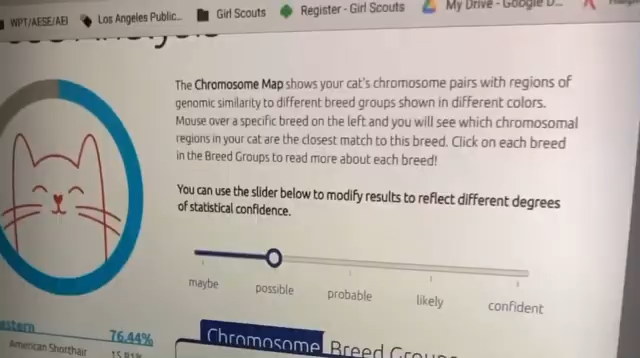 WPT/AESE/AEI
Los Angeles Public...
Girl Scouts
Register - Girl Scouts
My Drive - Google D...
The Chromosome Map shows your cat's chromosome pairs with regions of
genomic similarity to different breed groups shown in different colors.
Mouse over a specific breed on the left and you will see which chromosomal
regions in your cat are the closest match to this breed. Click on each breed
in the Breed Groups to read more about each breed!
You can use the slider below to modify results to reflect different degrees
of statistical confidence.
maybe
possible
probable
likely
confident
76.44%
American Shorthair
15.81%
Chromosome
Breed